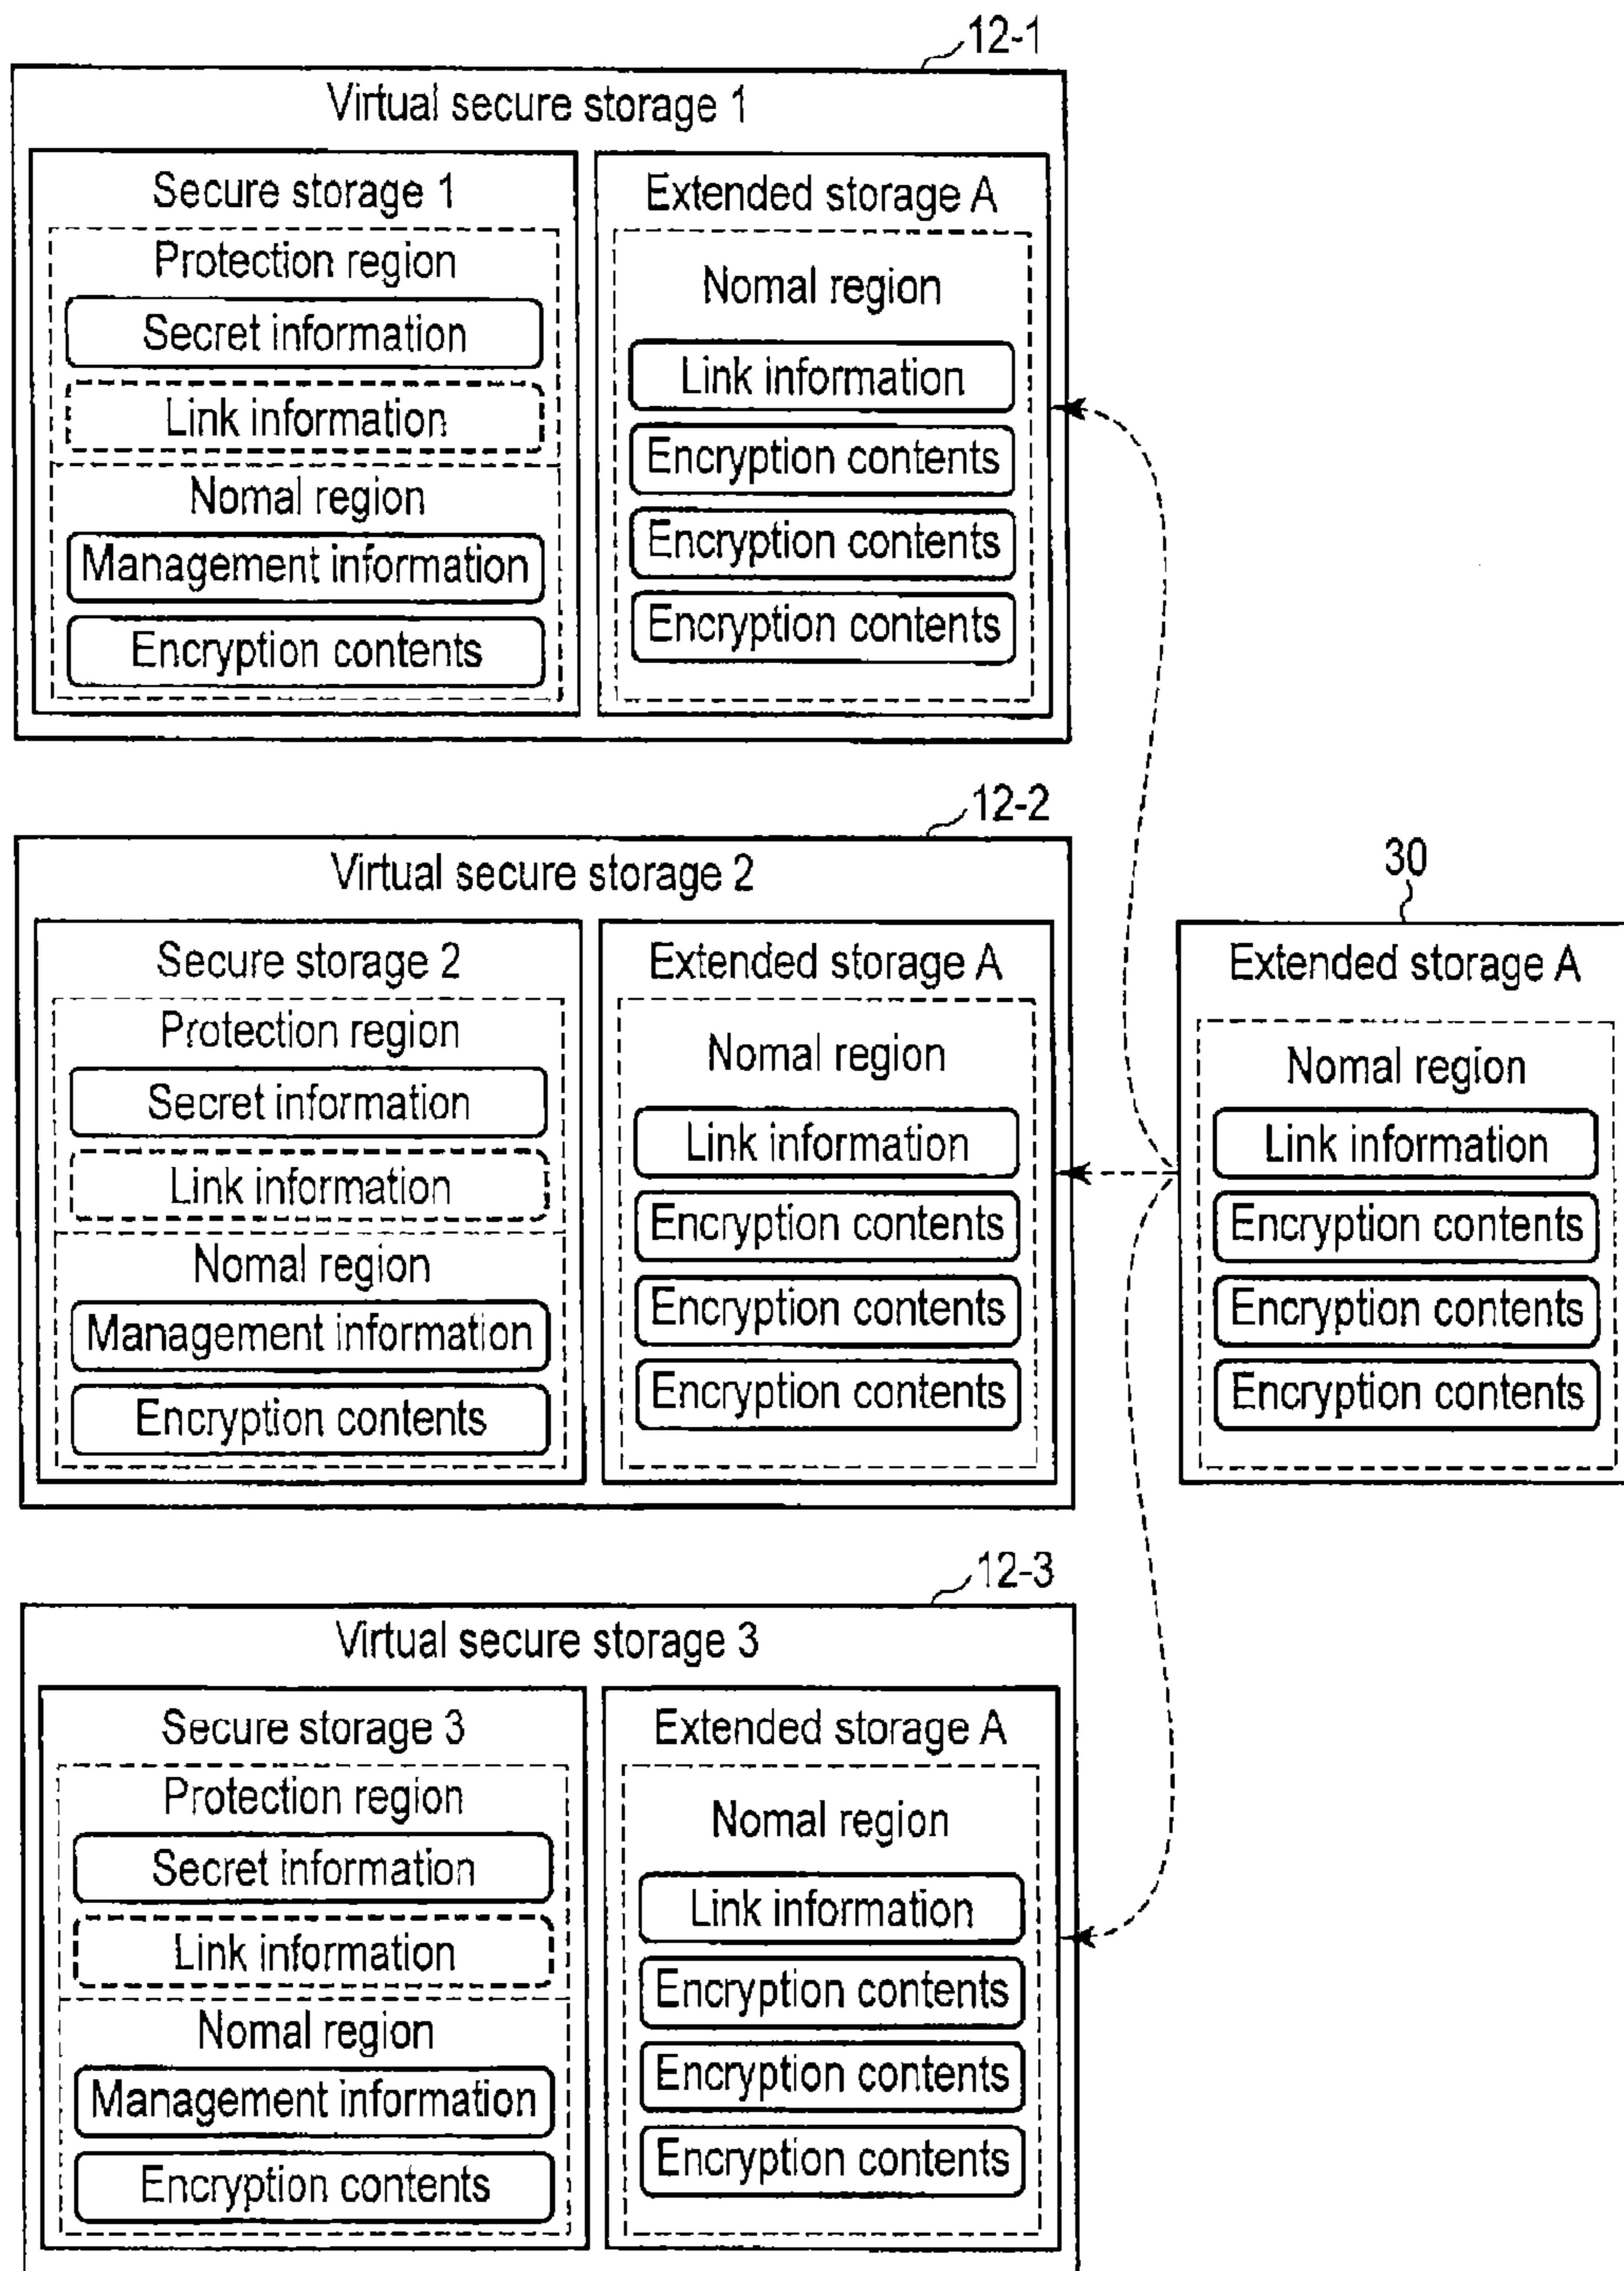 12-1
Virtual secure storage 1
Secure storage 1
Protection region
Secret information
Link information
Nomal region
Management information
Encryption contents
Extended storage A
Nomal region
Link information
Encryption contents
Encryption contents
Encryption contents
12-2
Virtual secure storage 2
Secure storage 2
Protection region
Secret information
Link information
Nomal region
Management information
Encryption contents
Extended storage A
Nomal region
Link information
Encryption contents
Encryption contents
Encryption contents
30
Extended storage A
Nomal region
Link information
Encryption contents
Encryption contents
Encryption contents
12-3
Virtual secure storage 3
Secure storage 3
Protection region
Secret information
Link information
Nomal region
Management information
Encryption contents
Extended storage A
Nomal region
Link information
Encryption contents
Encryption contents
Encryption contents